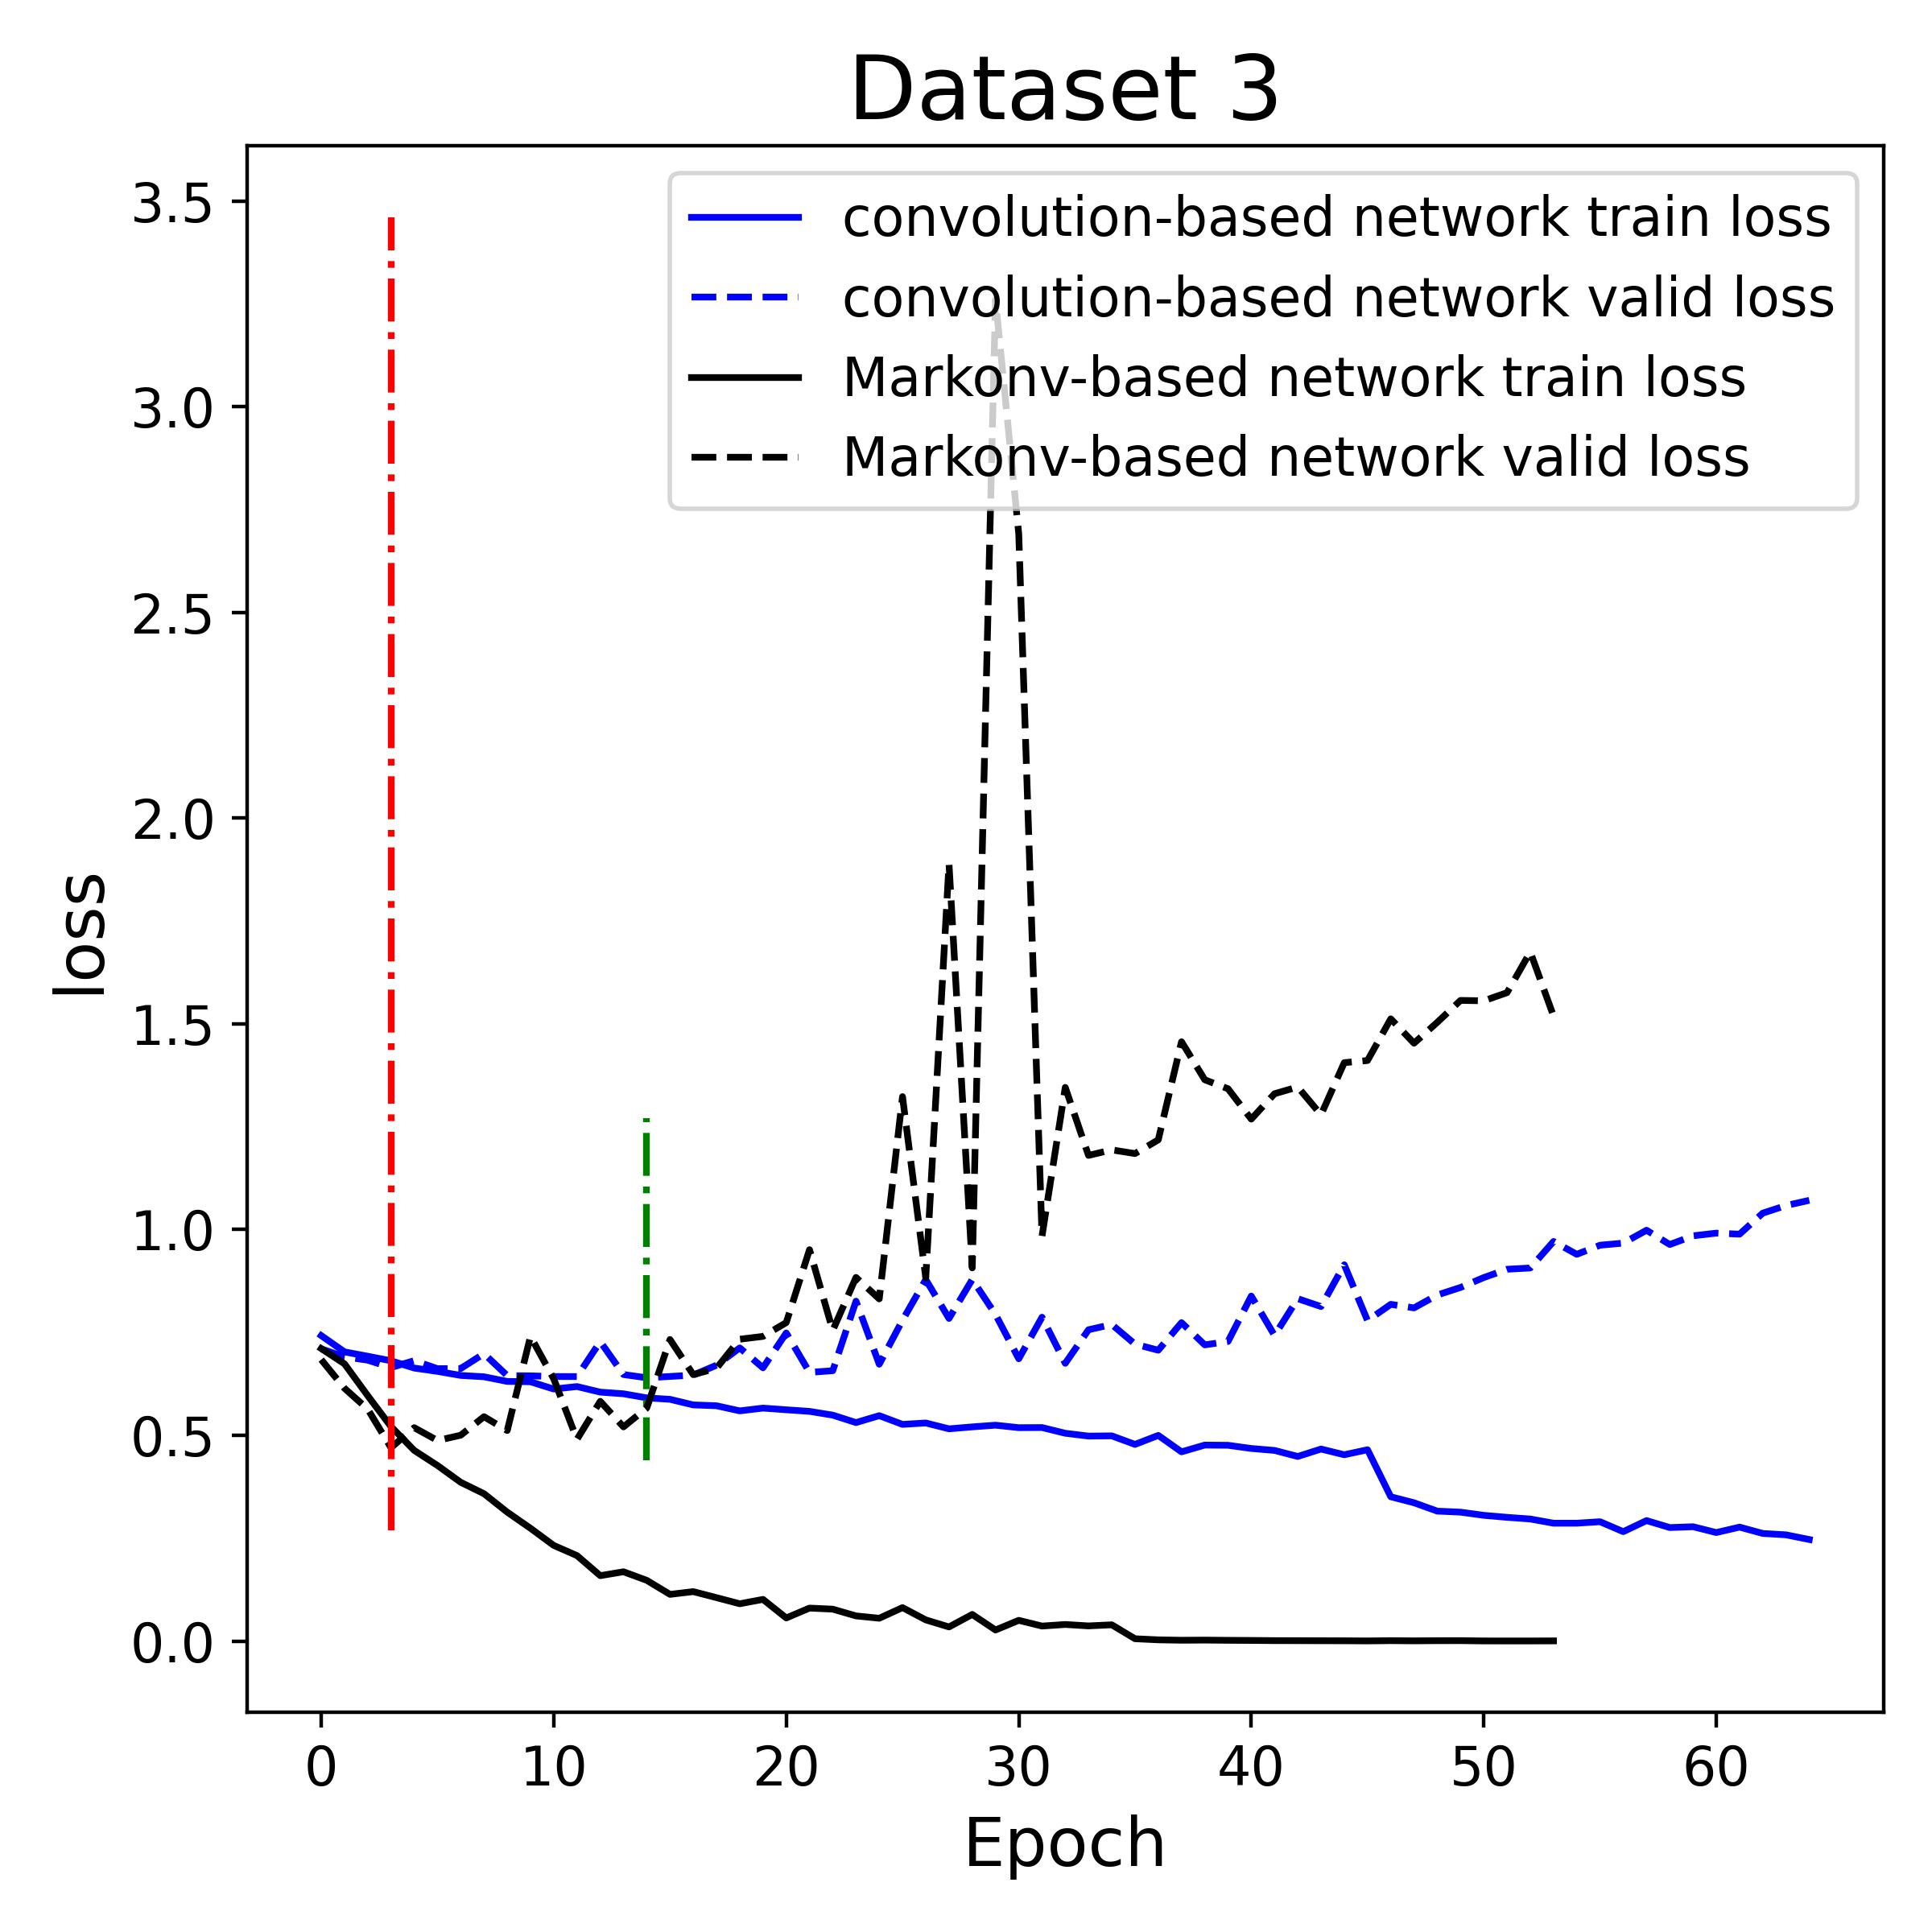 Dataset 3
convolution-based network train loss
convolution-based network valid loss
Markonv-based network train loss
Markonv-based network valid loss
loss
3.5
3.0
2.5
2.0
1.5
1.0
0.5
0.0
0 10 20 30 40 50 60
Epoch